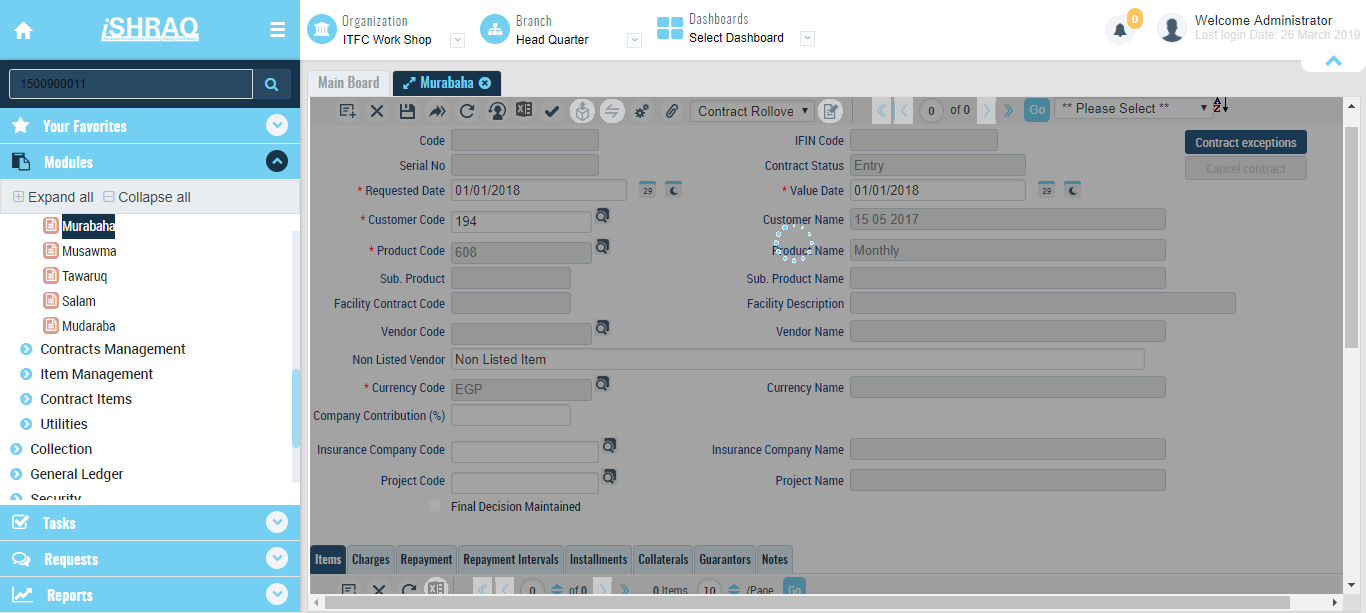 iSHRAQ
Organization
ITFC Work Shop
Branch
Head Quarter
Dashboards
Select Dashboard
0
Welcome Administrator
Last login Date: 26 March 2019
1500900011
Your Favorites
Modules
Expand all
Collapse all
Murabaha
Musawma
Tawaruq
Salam
Mudaraba
Contracts Management
Item Management
Contract Items
Utilities
Collection
General Ledger
Security
Tasks
Requests
Reports
Main Board
Murabaha
Contract Rollove
0
of 0
Go
** Please Select **
Code
IFIN Code
Contract exceptions
Serial No
Contract Status
Entry
Cancel contract
* Requested Date
01/01/2018
29
* Value Date
01/01/2018
29
* Customer Code
194
Customer Name
15 05 2017
* Product Code
608
Product Name
Monthly
Sub. Product
Sub. Product Name
Facility Contract Code
Facility Description
Vendor Code
Vendor Name
Non Listed Vendor
Non Listed Item
* Currency Code
EGP
Currency Name
Company Contribution (%)
Insurance Company Code
Insurance Company Name
Project Code
Project Name
Final Decision Maintained
Items
Charges
Repayment
Repayment Intervals
Installments
Collaterals
Guarantors
Notes
0
of 0
0 Items
10
/Page
Go